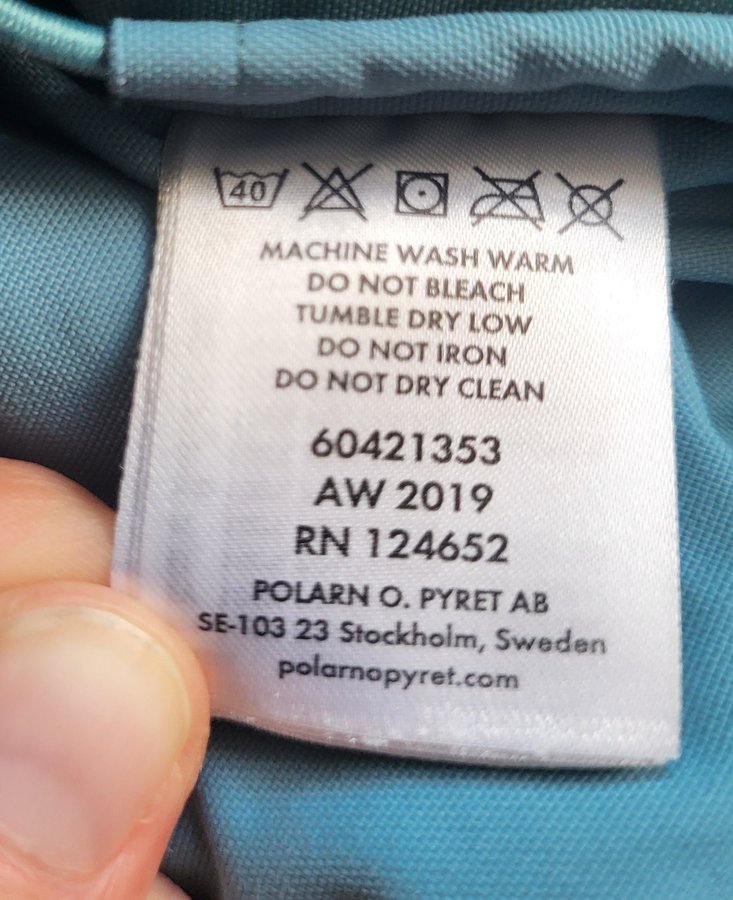 40
MACHINE WASH WARM
DO NOT BLEACH
TUMBLE DRY LOW
DO NOT IRON
DO NOT DRY CLEAN
60421353
AW 2019
RN 124652
POLARN O. PYRET AB
SE-103 23 Stockholm, Sweden
polarnopyret.com